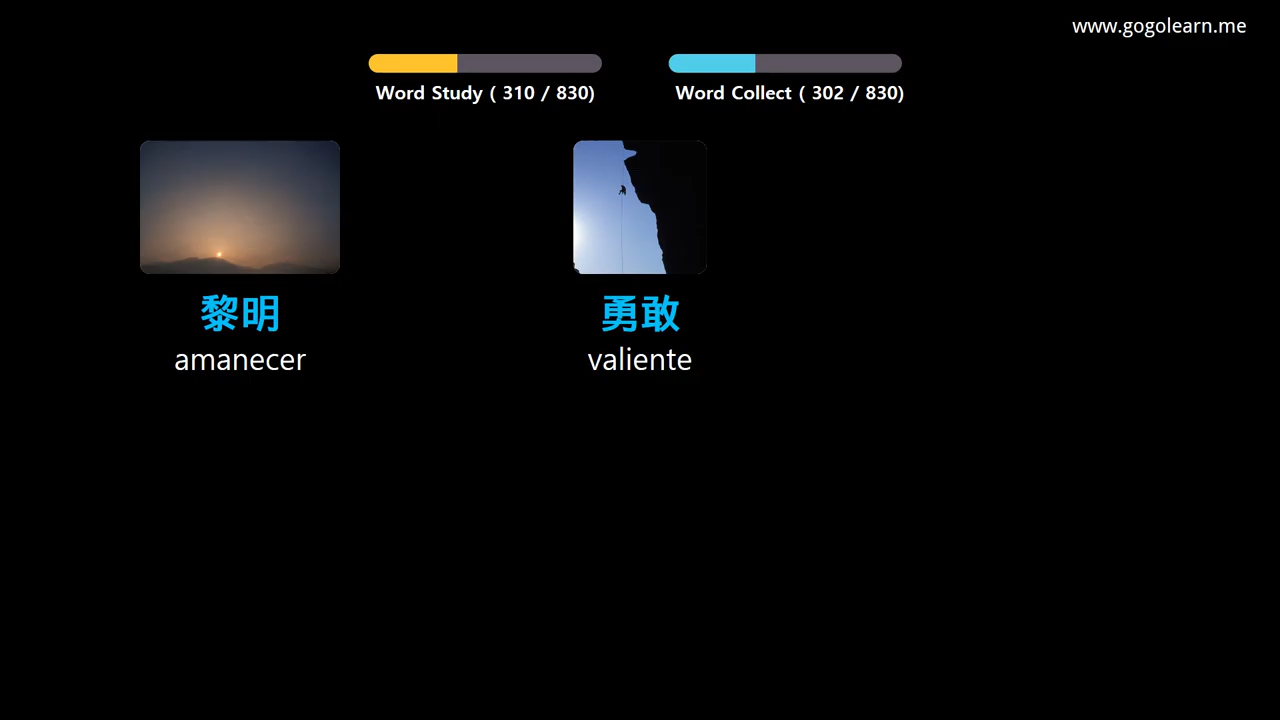 www.gogolearn.me
Word Study ( 310 / 830)
Word Collect ( 302 / 830)
黎明
amanecer
勇敢
valiente